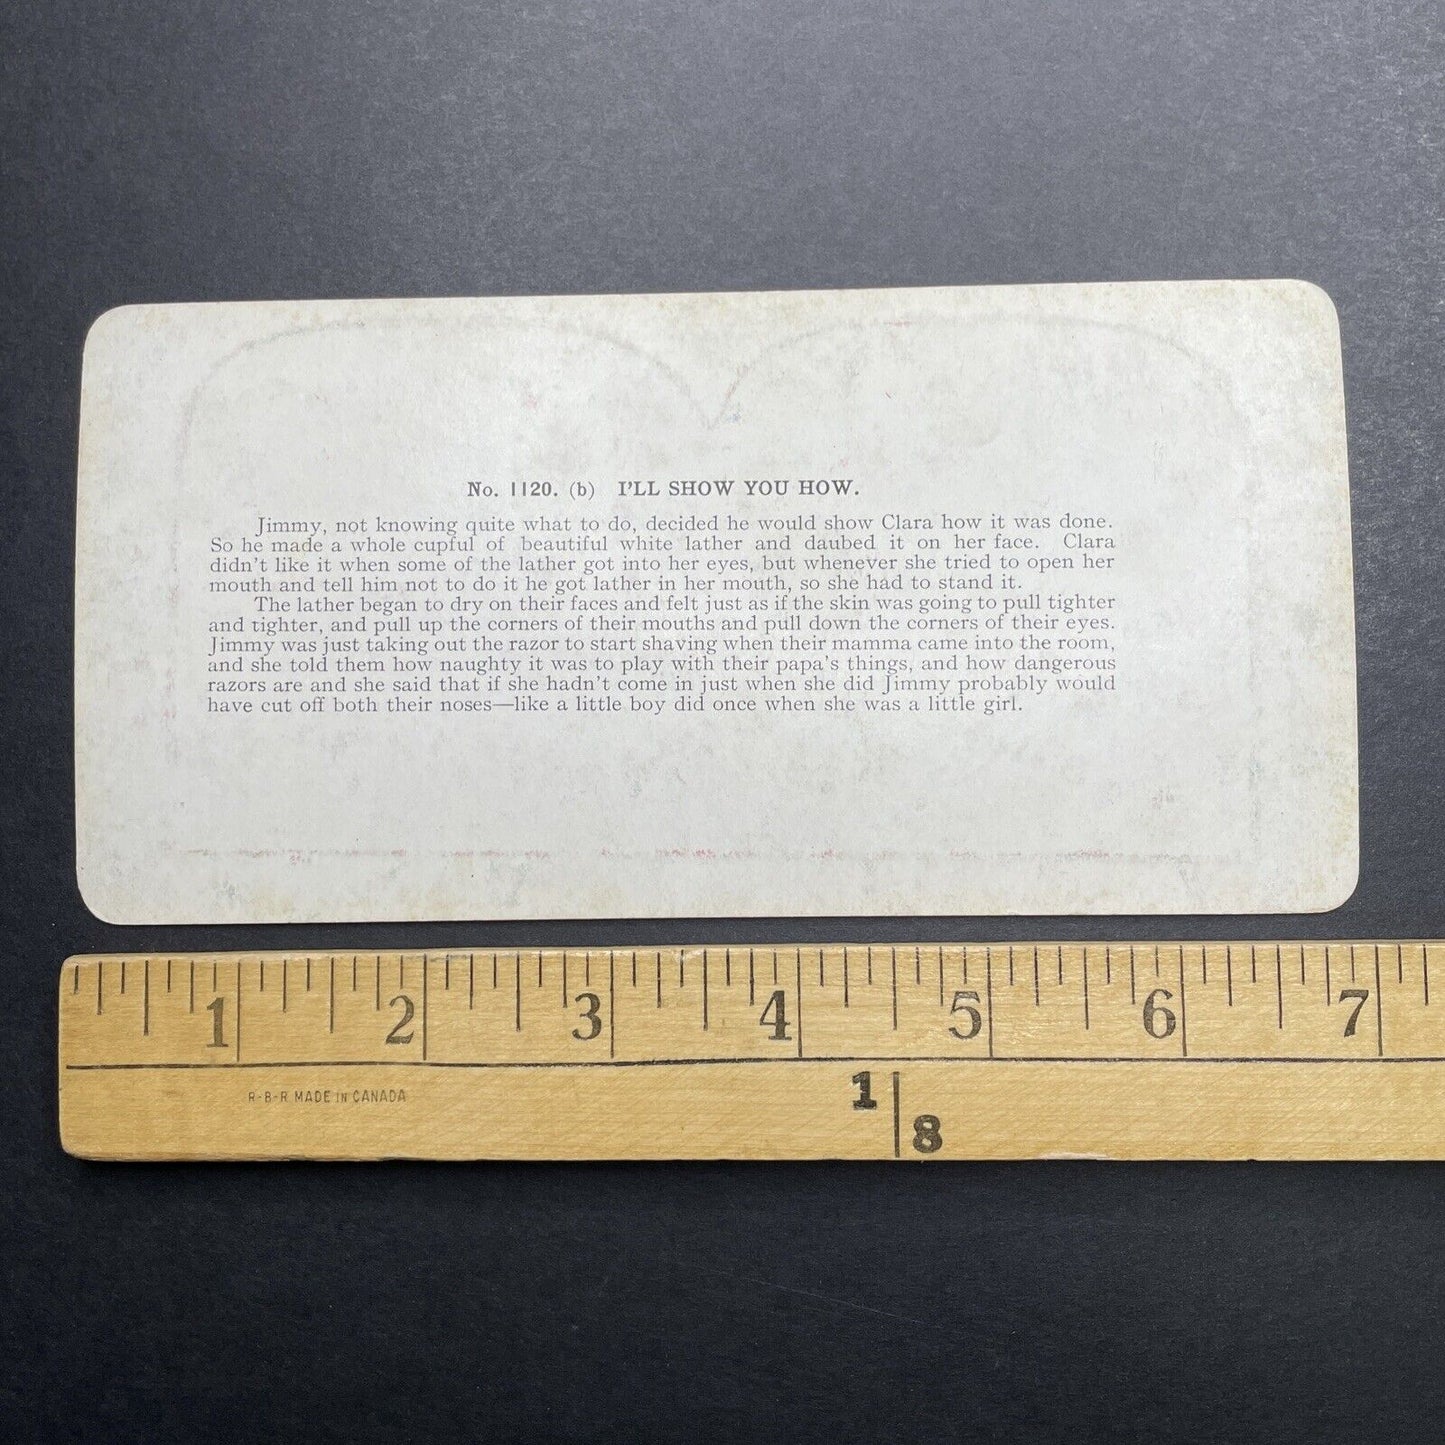 No. 1120. (b) I'LL SHOW YOU HOW.
Jimmy, not knowing quite what to do, decided he would show Clara how it was done.
So he made a whole cupful of beautiful white lather and daubed it on her face. Clara
didn't like it when some of the lather got into her eyes, but whenever she tried to open her
mouth and tell him not to do it he got lather in her mouth, so she had to stand it.
The lather began to dry on their faces and felt just as if the skin was going to pull tighter
and tighter, and pull up the corners of their mouths and pull down the corners of their eyes.
Jimmy was just taking out the razor to start shaving when their mamma came into the room,
and she told them how naughty it was to play with their papa's things, and how dangerous
razors are and she said that if she hadn't come in just when she did Jimmy probably would
have cut off both their noses—like a little boy did once when she was a little girl.
1 2 3 4 5 6 7
R-B-R MADE IN CANADA
1 8